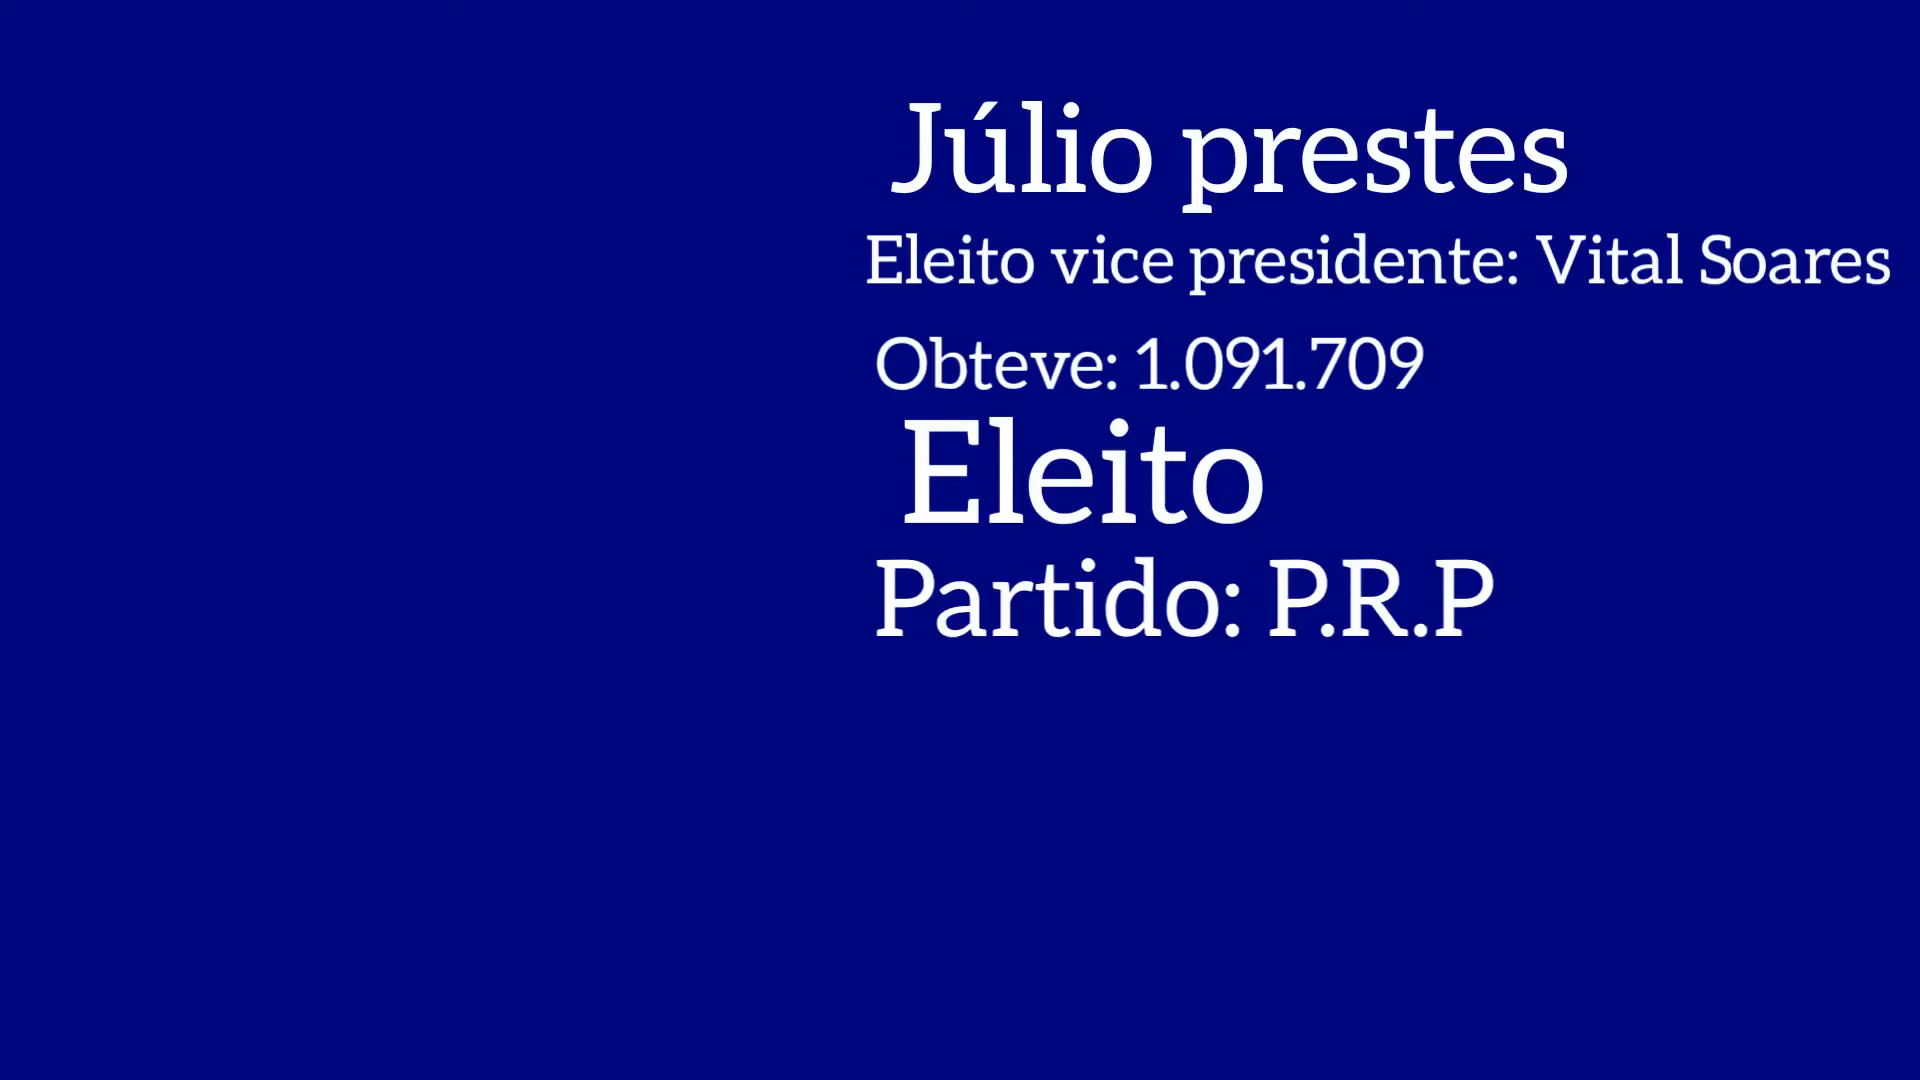 Júlio prestes
Eleito vice presidente: Vital Soares
Obteve: 1.091.709
Eleito
Partido: P.R.P